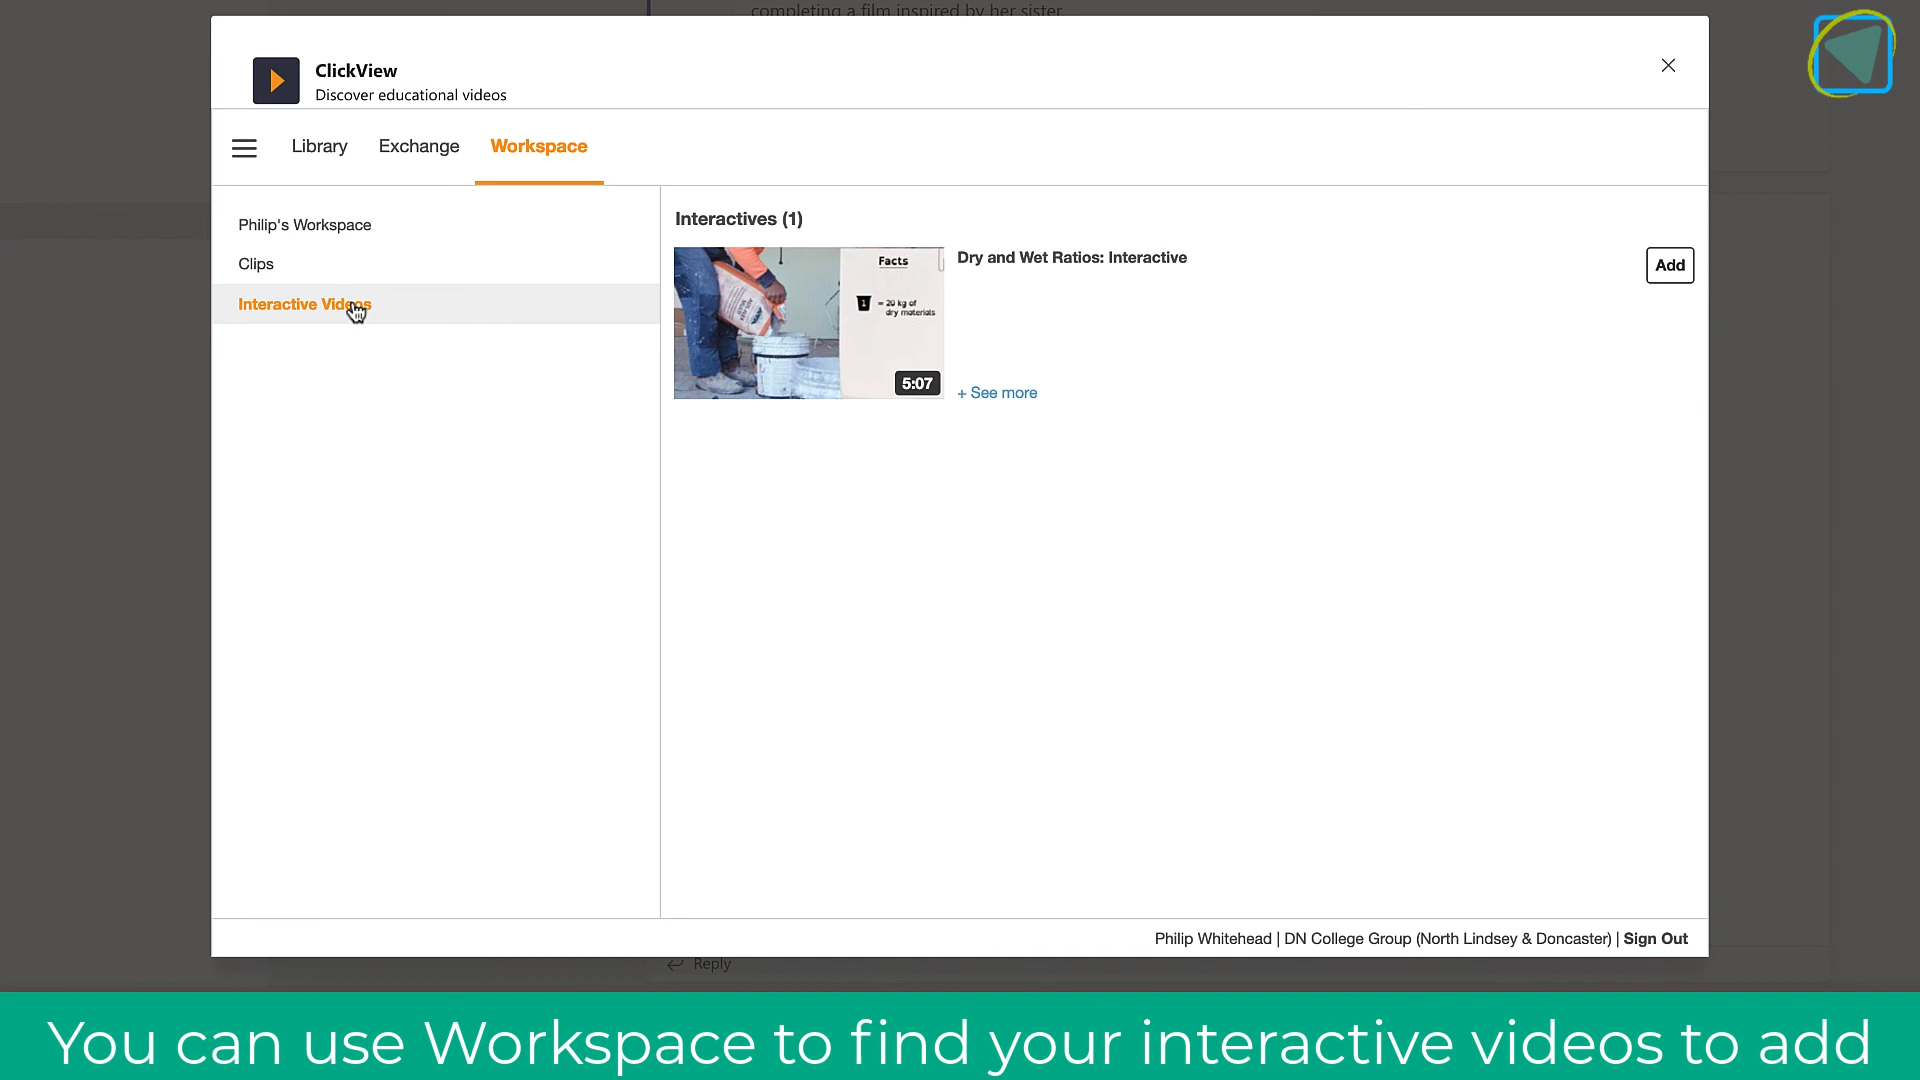 completing a film inspired by her sister
ClickView
Discover educational videos
Library Exchange Workspace
Philip's Workspace
Clips
Interactive Videos
Interactives (1)
Facts
1 = 20 kg of
dry materials
5:07
Dry and Wet Ratios: Interactive
Add
+ See more
Philip Whitehead | DN College Group (North Lindsey & Doncaster) | Sign Out
Reply
You can use Workspace to find your interactive videos to add